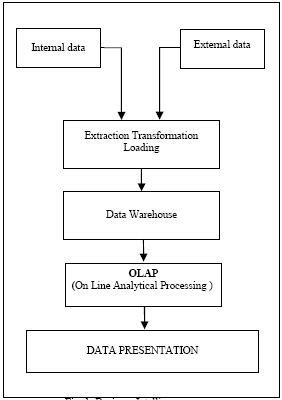 Internal data
External data
Extraction Transformation
Loading
Data Warehouse
OLAP
(On Line Analytical Processing )
DATA PRESENTATION